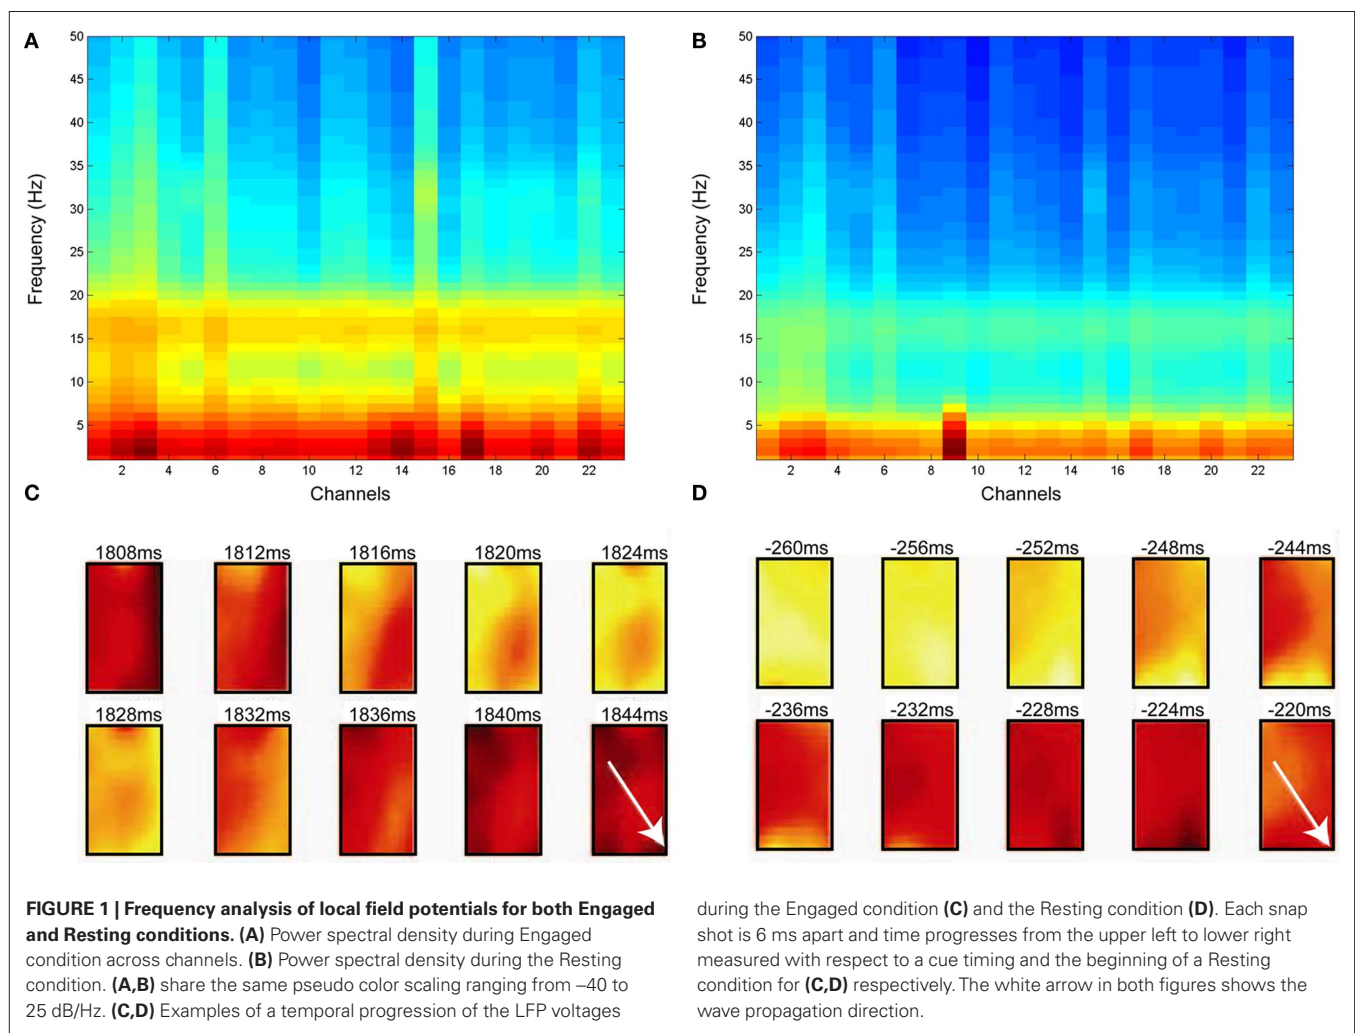 A
50
45
40
35
30
25
20
15
10
5
Frequency (Hz)
2 4 6 8 10 12 14 16 18 20 22
Channels
B
50
45
40
35
30
25
20
15
10
5
Frequency (Hz)
2 4 6 8 10 12 14 16 18 20 22
Channels
C
1808ms 1812ms 1816ms 1820ms 1824ms
1828ms 1832ms 1836ms 1840ms 1844ms
D
-260ms -256ms -252ms -248ms -244ms
-236ms -232ms -228ms -224ms -220ms
FIGURE 1 | Frequency analysis of local field potentials for both Engaged
and Resting conditions. (A) Power spectral density during Engaged
condition across channels. (B) Power spectral density during the Resting
condition. (A,B) share the same pseudo color scaling ranging from –40 to
25 dB/Hz. (C,D) Examples of a temporal progression of the LFP voltages
during the Engaged condition (C) and the Resting condition (D). Each snap
shot is 6 ms apart and time progresses from the upper left to lower right
measured with respect to a cue timing and the beginning of a Resting
condition for (C,D) respectively. The white arrow in both figures shows the
wave propagation direction.